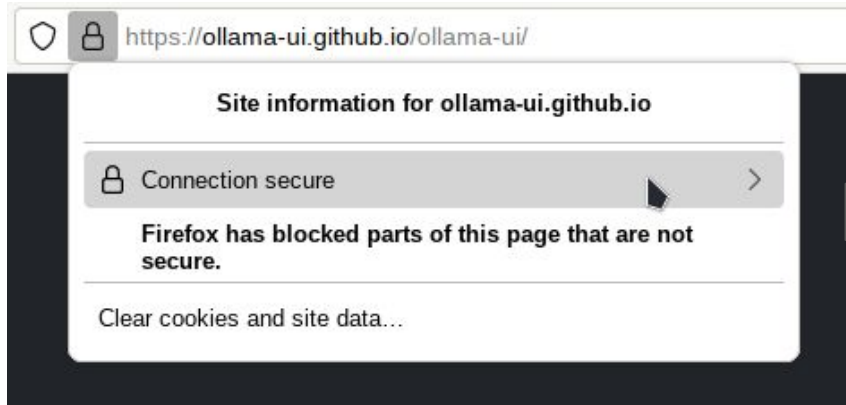 https://ollama-ui.github.io/ollama-ui/
Site information for ollama-ui.github.io
Connection secure
Firefox has blocked parts of this page that are not
secure.
Clear cookies and site data…